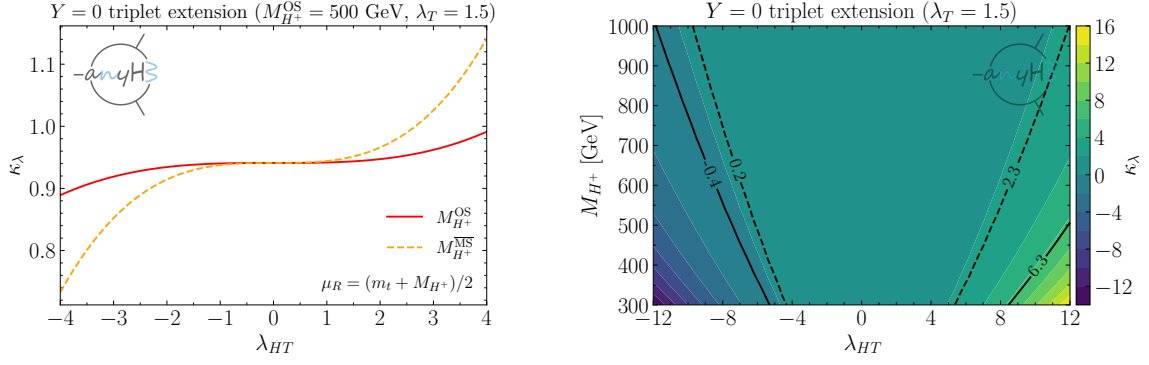 Y = 0 triplet extension (M_{H^+}^{OS} = 500 GeV, λ_T = 1.5)
-anyH3
1.1
1.0
0.9
0.8
κ_λ
M_{H^+}^{OS}
M_{H^+}^{\overline{MS}}
μ_R = (m_t + M_{H^+})/2
−4 −3 −2 −1 0 1 2 3 4
λ_{HT}
Y = 0 triplet extension (λ_T = 1.5)
-anyH
1000
900
800
700
600
500
400
300
M_{H^+} [GeV]
-0.4
0.2
2.3
6.3
−12 −8 −4 0 4 8 12
λ_{HT}
16
12
8
4
0
−4
−8
−12
κ_λ